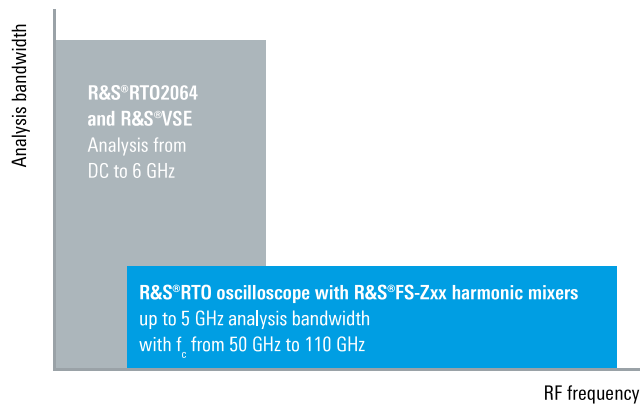 Analysis bandwidth
R&S®RTO2064
and R&S®VSE
Analysis from
DC to 6 GHz
R&S®RTO oscilloscope with R&S®FS-Zxx harmonic mixers
up to 5 GHz analysis bandwidth
with fc from 50 GHz to 110 GHz
RF frequency